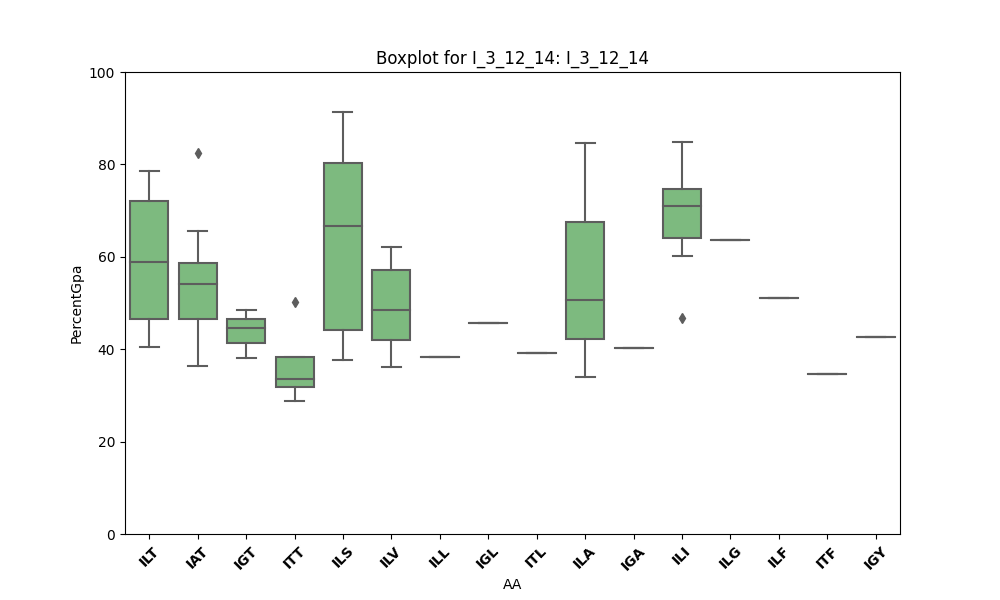 Boxplot for I_3_12_14: I_3_12_14
100
80
60
40
20
0
PercentGpa
ILT IAT IGT ITT ILS ILV ILL IGL ITL ILA IGA ILI ILG ILF ITF IGY
AA